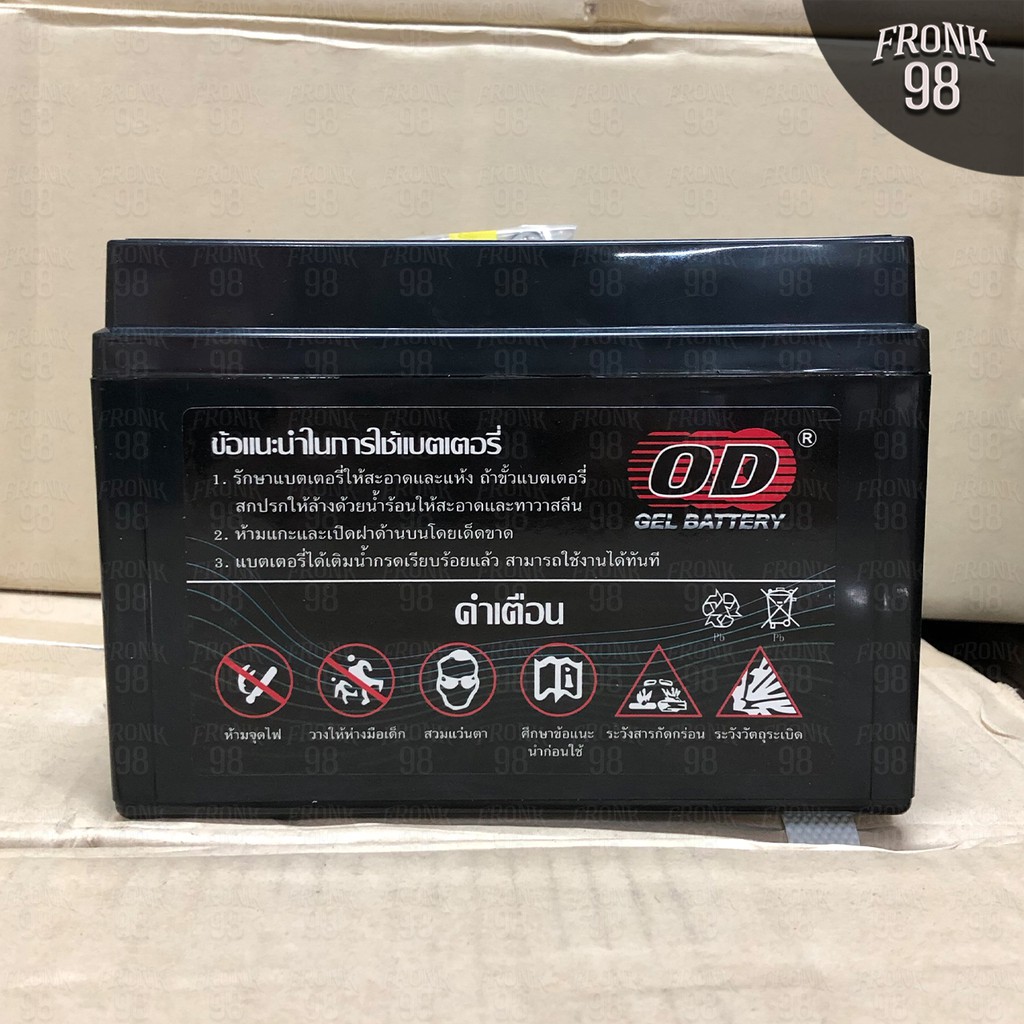 FRONK
98
ข้อแนะนำในการใช้แบตเตอรี่
1. รักษาแบตเตอรี่ให้สะอาดและแห้ง ถ้าขั้วแบตเตอรี่
สกปรกให้ล้างด้วยน้ำร้อนให้สะอาดและทาวาสลีน
2. ห้ามแกะและเปิดฝาด้านบนโดยเด็ดขาด
3. แบตเตอรี่ได้เติมน้ำกรดเรียบร้อยแล้ว สามารถใช้งานได้ทันที
OD ®
GEL BATTERY
คำเตือน
Pb Pb
ห้ามจุดไฟ วางให้ห่างมือเด็ก สวมแว่นตา ศึกษาข้อแนะ ระวังสารกัดกร่อน ระวังวัตถุระเบิด
นำก่อนใช้